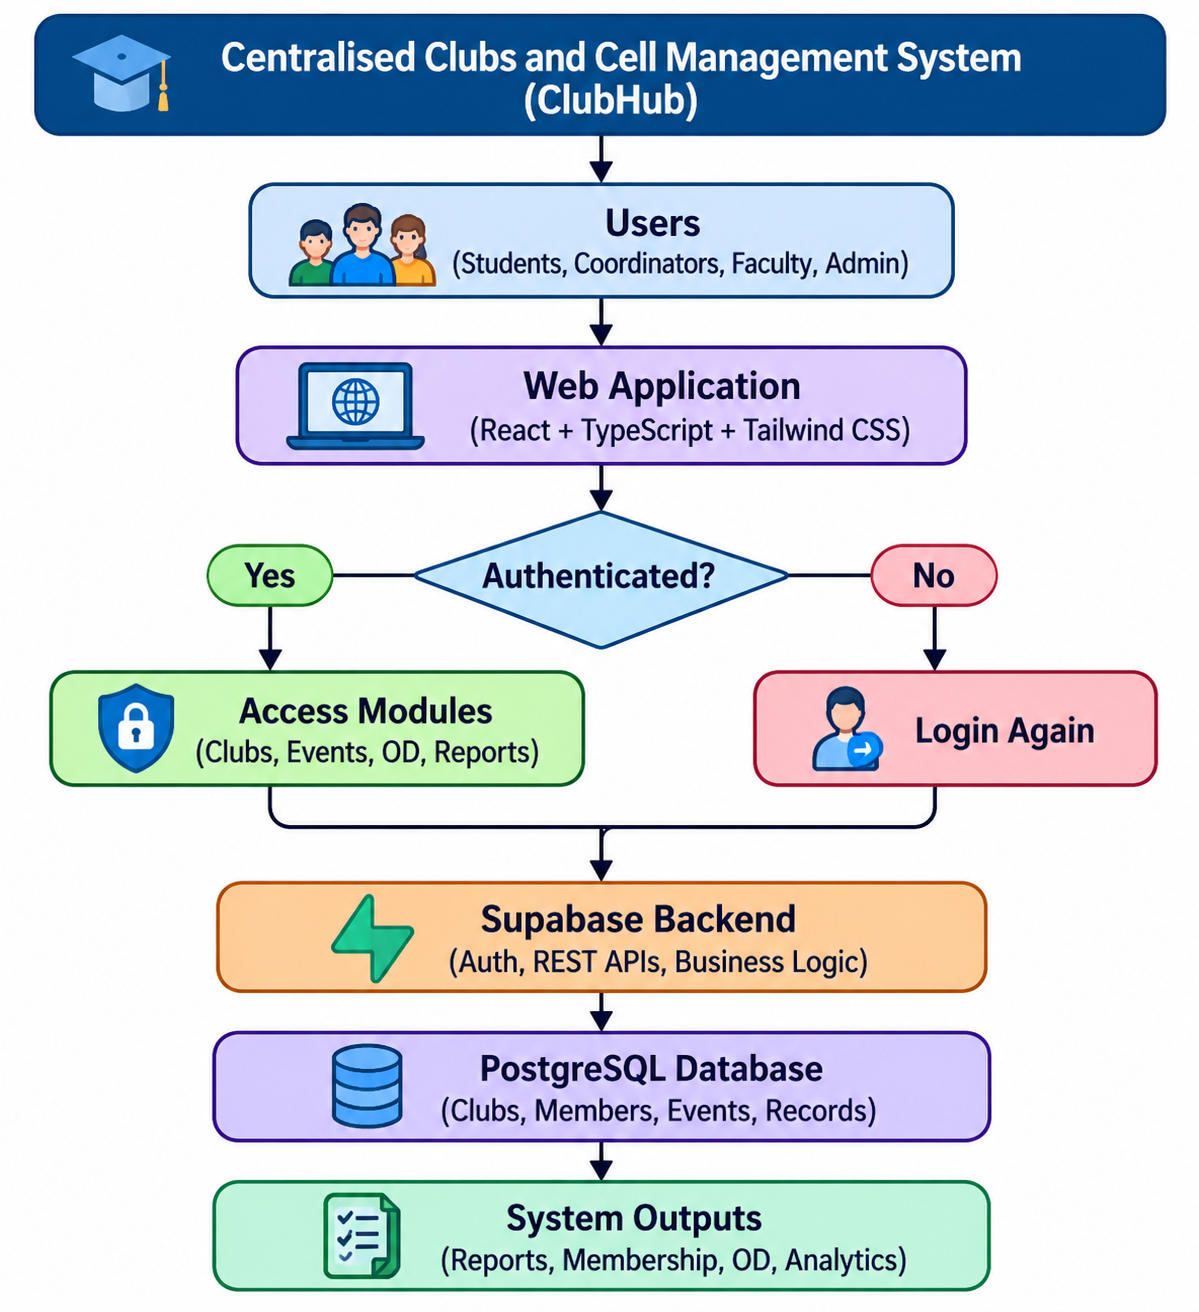 Centralised Clubs and Cell Management System
(ClubHub)
Users
(Students, Coordinators, Faculty, Admin)
Web Application
(React + TypeScript + Tailwind CSS)
Authenticated?
Yes
No
Access Modules
(Clubs, Events, OD, Reports)
Login Again
Supabase Backend
(Auth, REST APIs, Business Logic)
PostgreSQL Database
(Clubs, Members, Events, Records)
System Outputs
(Reports, Membership, OD, Analytics)